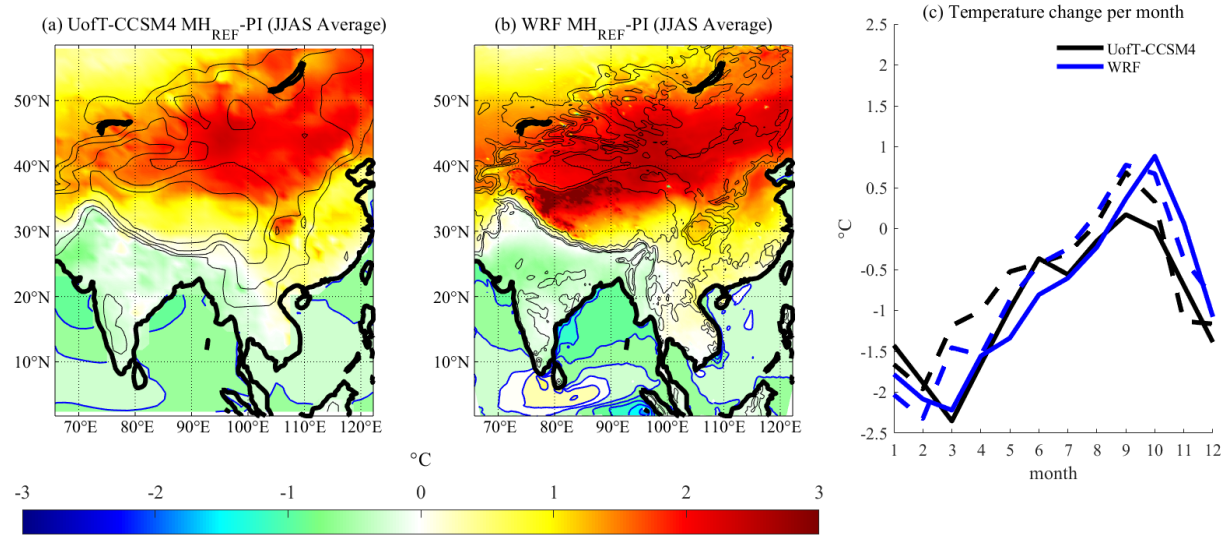 (a) UofT-CCSM4 MH_REF-PI (JJAS Average)
(b) WRF MH_REF-PI (JJAS Average)
(c) Temperature change per month
50°N
40°N
30°N
20°N
10°N
70°E 80°E 90°E 100°E 110°E 120°E
50°N
40°N
30°N
20°N
10°N
70°E 80°E 90°E 100°E 110°E 120°E
UofT-CCSM4
WRF
°C
2.5
2
1.5
1
0.5
0
-0.5
-1
-1.5
-2
-2.5
1 2 3 4 5 6 7 8 9 10 11 12
month
°C
-3 -2 -1 0 1 2 3